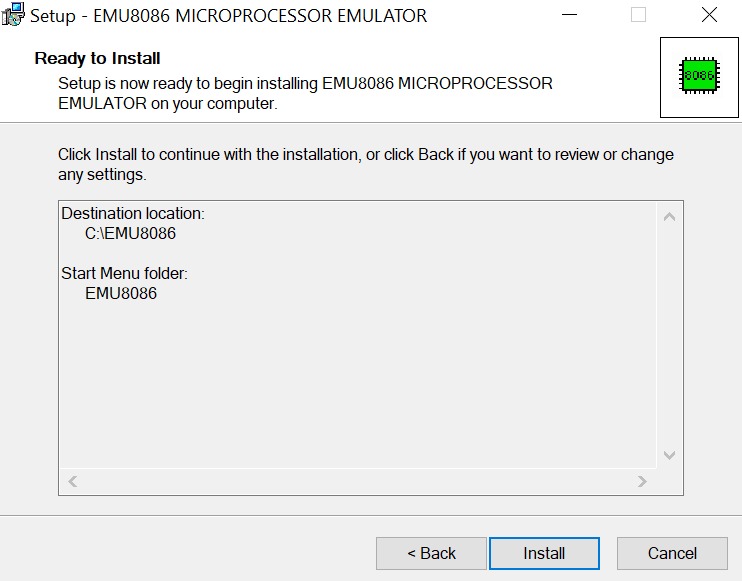 Setup - EMU8086 MICROPROCESSOR EMULATOR
Ready to Install
Setup is now ready to begin installing EMU8086 MICROPROCESSOR
EMULATOR on your computer.
8086
Click Install to continue with the installation, or click Back if you want to review or change
any settings.
Destination location:
C:\EMU8086
Start Menu folder:
EMU8086
< Back
Install
Cancel